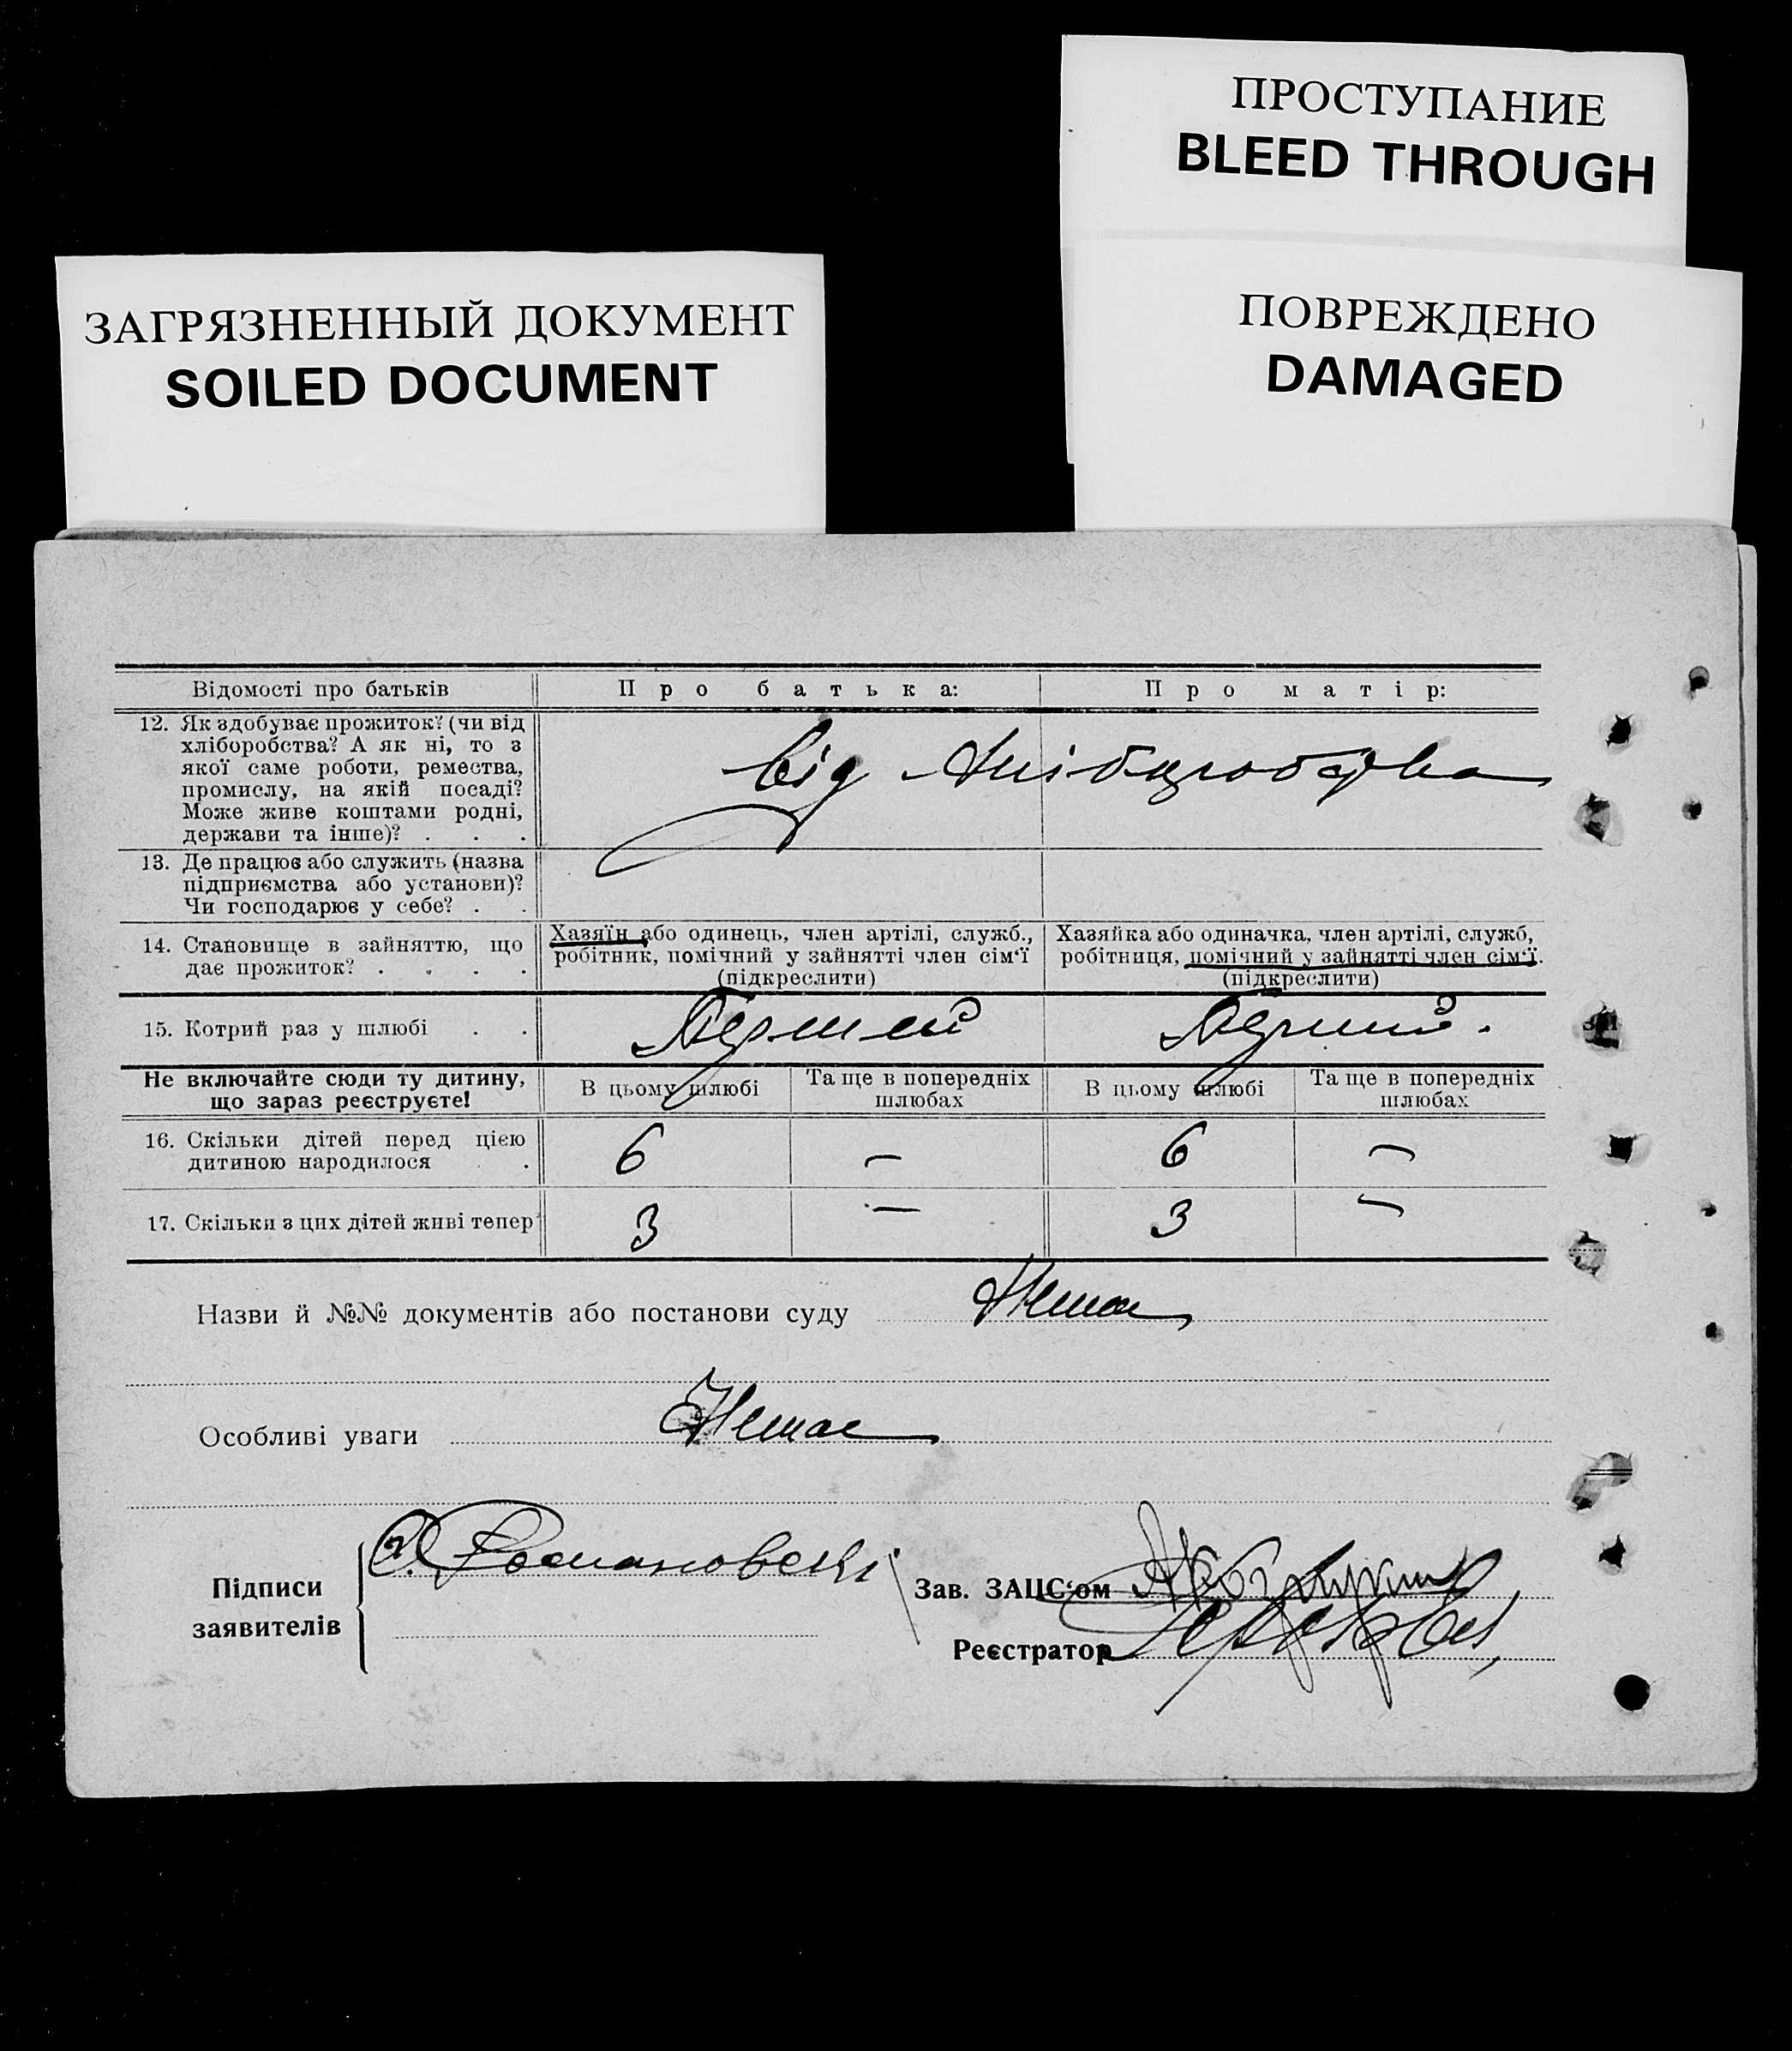 ПРОСТУПАНИЕ
BLEED THROUGH
ЗАГРЯЗНЕННЫЙ ДОКУМЕНТ
SOILED DOCUMENT
ПОВРЕЖДЕНО
DAMAGED
Відомості про батьків
Про батька:
Про матір:
12. Як здобуває прожиток? (чи від
хліборобства? А як ні, то з
якої саме роботи, ремества,
промислу, на якій посаді?
Може живе коштами родні,
держави та інше)? . . .
від
13. Де працює або служить (назва
підприємства або установи)?
Чи господарює у себе? . .
14. Становище в зайняттю, що
дає прожиток? . . . .
Хазяїн або одинець, член артілі, служб.,
робітник, помічний у зайнятті член сім‘ї
(підкреслити)
Хазяйка або одиначка, член артілі, служб,
робітниця, помічний у зайнятті член сім‘ї.
(підкреслити)
15. Котрий раз у шлюбі . .
Перший
Перший.
Не включайте сюди ту дитину,
що зараз реєструєте!
В цьому шлюбі
Та ще в попередніх
шлюбах
В цьому шлюбі
Та ще в попередніх
шлюбах
16. Скільки дітей перед цією
дитиною народилося .
6 — 6 —
17. Скільки з цих дітей живі тепер
3 — 3 —
Назви й №№ документів або постанови суду Нема
Особливі уваги Нема
Підписи
заявителів
Зав. ЗАЦС‘ом
Реєстратор